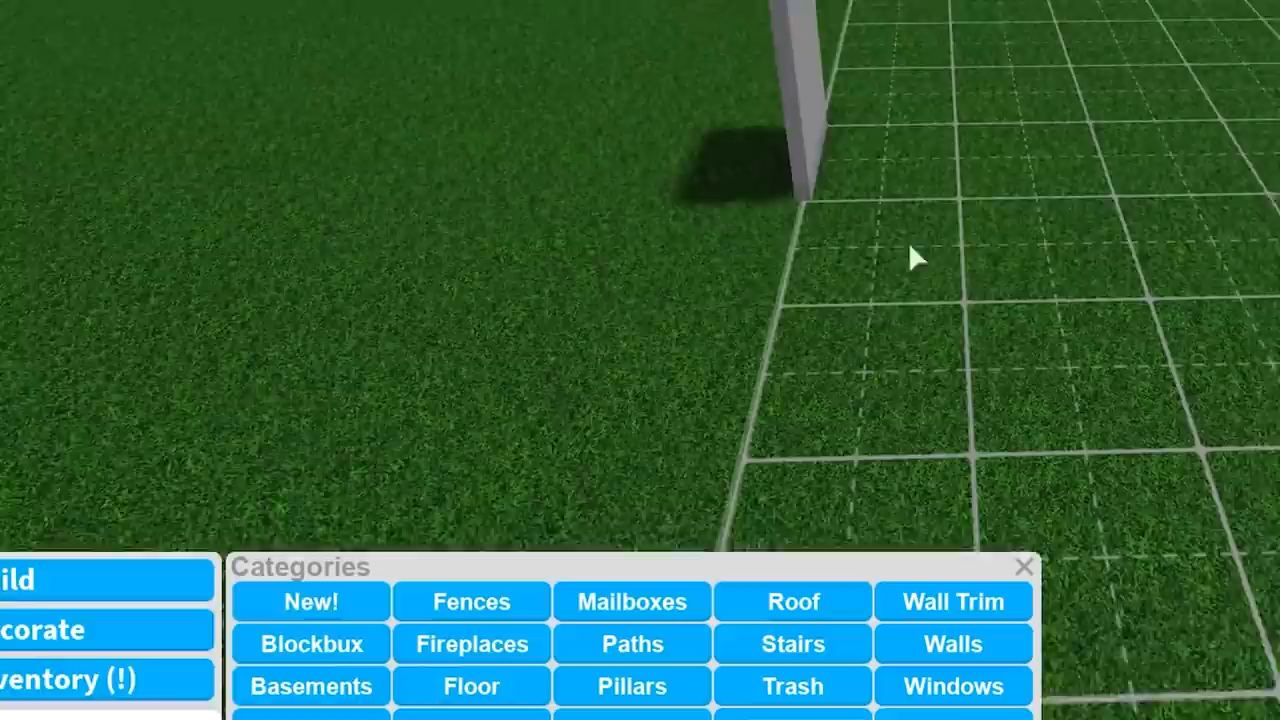 ild
corate
ventory (!)
Categories
New! Fences Mailboxes Roof Wall Trim
Blockbux Fireplaces Paths Stairs Walls
Basements Floor Pillars Trash Windows